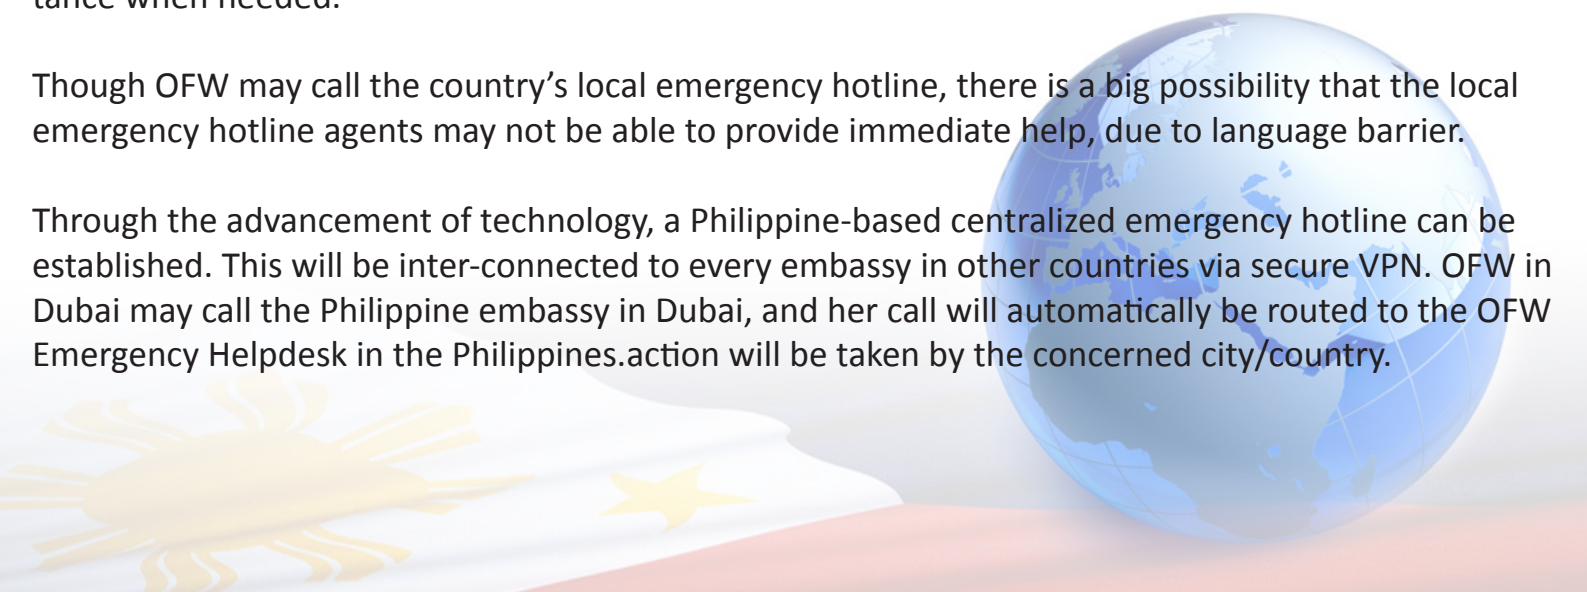 tance when needed.
Though OFW may call the country’s local emergency hotline, there is a big possibility that the local
emergency hotline agents may not be able to provide immediate help, due to language barrier.
Through the advancement of technology, a Philippine-based centralized emergency hotline can be
established. This will be inter-connected to every embassy in other countries via secure VPN. OFW in
Dubai may call the Philippine embassy in Dubai, and her call will automatically be routed to the OFW
Emergency Helpdesk in the Philippines.action will be taken by the concerned city/country.